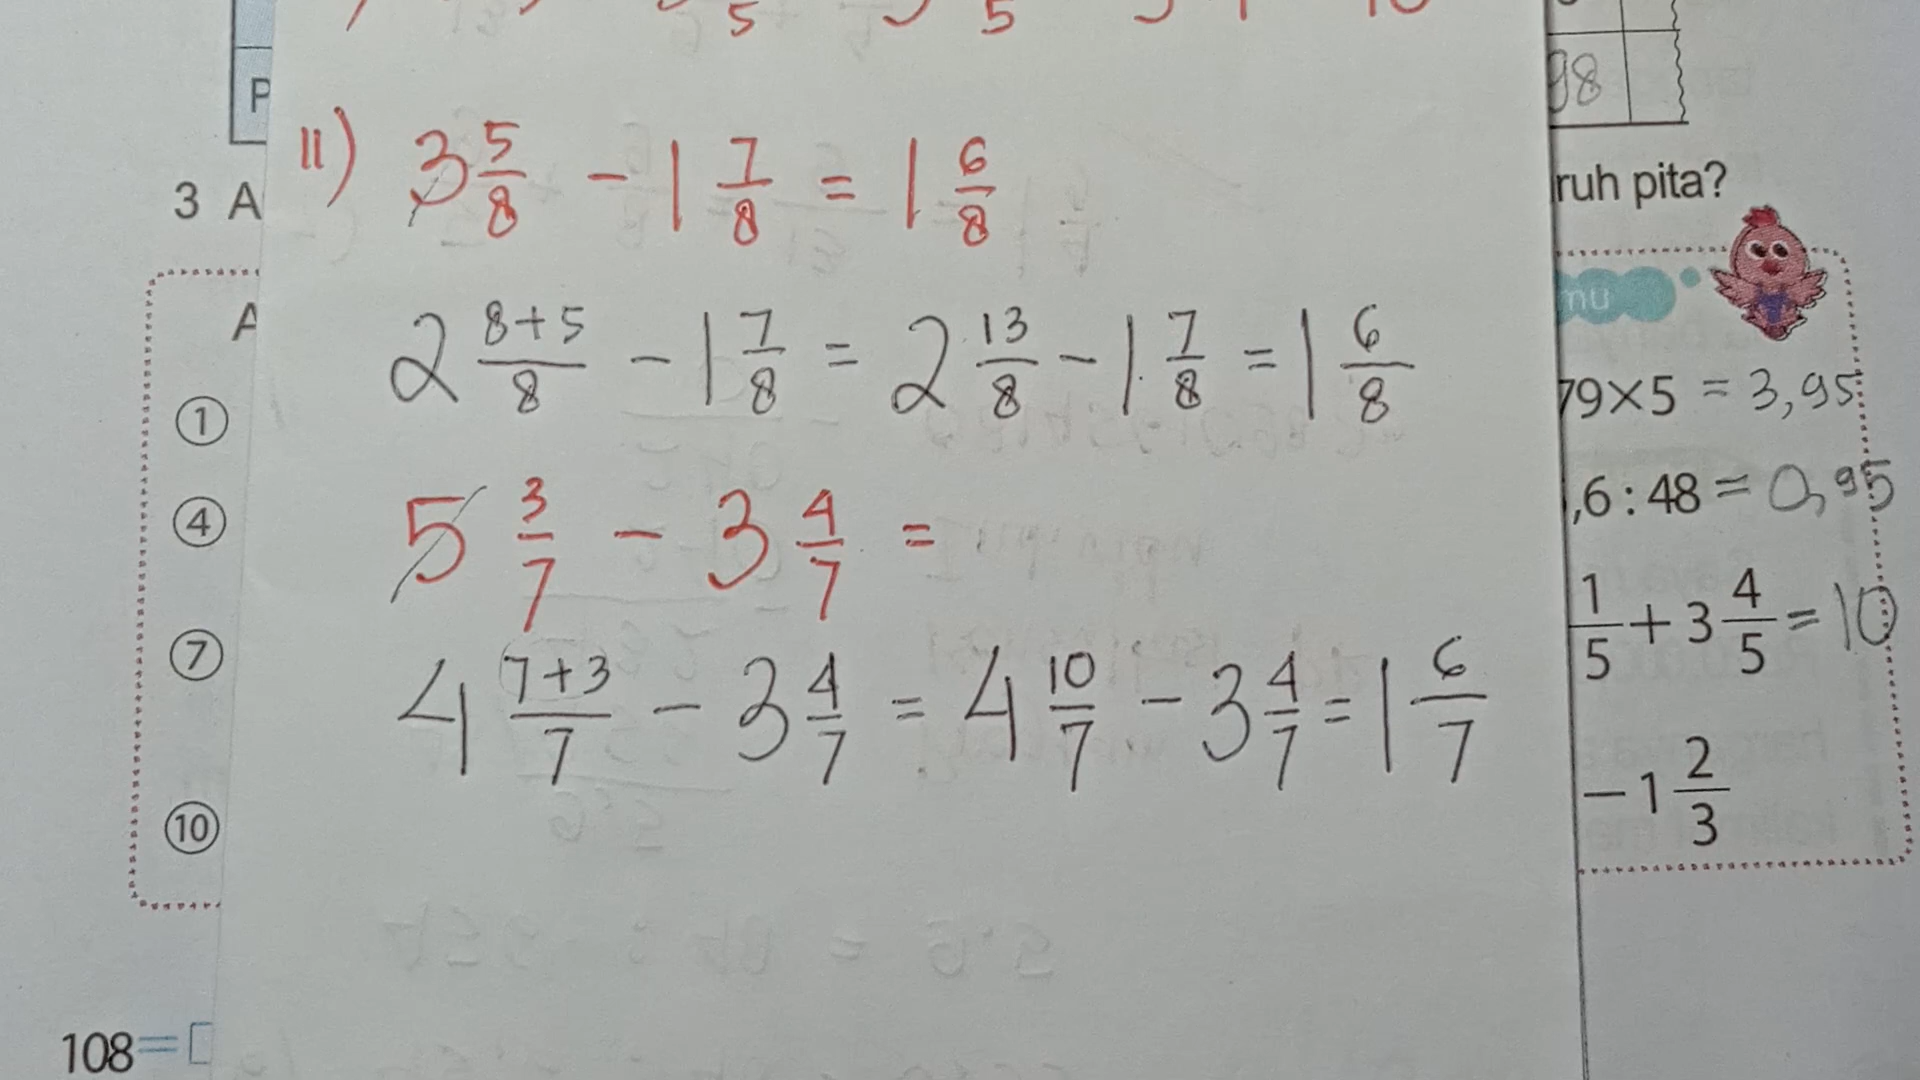 5 5
P
98
3 A
11) 3 5/8 - 1 7/8 = 1 6/8
ruh pita?
A
mu
2 (8+5)/8 - 1 7/8 = 2 13/8 - 1 7/8 = 1 6/8
①
79×5 = 3,95
④
5 3/7 - 3 4/7 =
,6 : 48 = 0,95
⑦
4 (7+3)/7 - 3 4/7 = 4 10/7 - 3 4/7 = 1 6/7
1/5 + 3 4/5 = 10
⑩
- 1 2/3
108 =